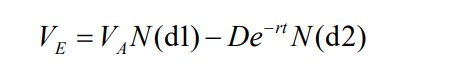 V_E = V_A N(d1) – De^{-rt} N(d2)